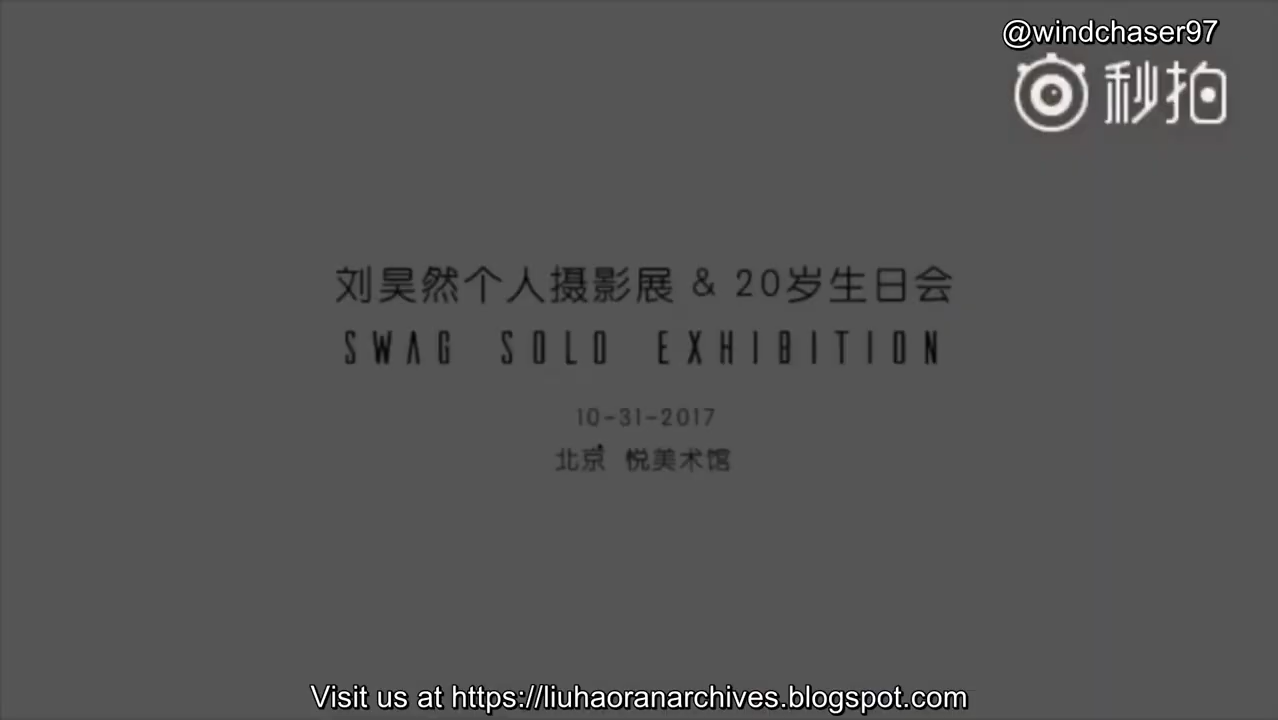 @windchaser97
秒拍
刘昊然个人摄影展 & 20岁生日会
SWAG SOLO EXHIBITION
10-31-2017
北京 悦美术馆
Visit us at https://liuhaoranarchives.blogspot.com